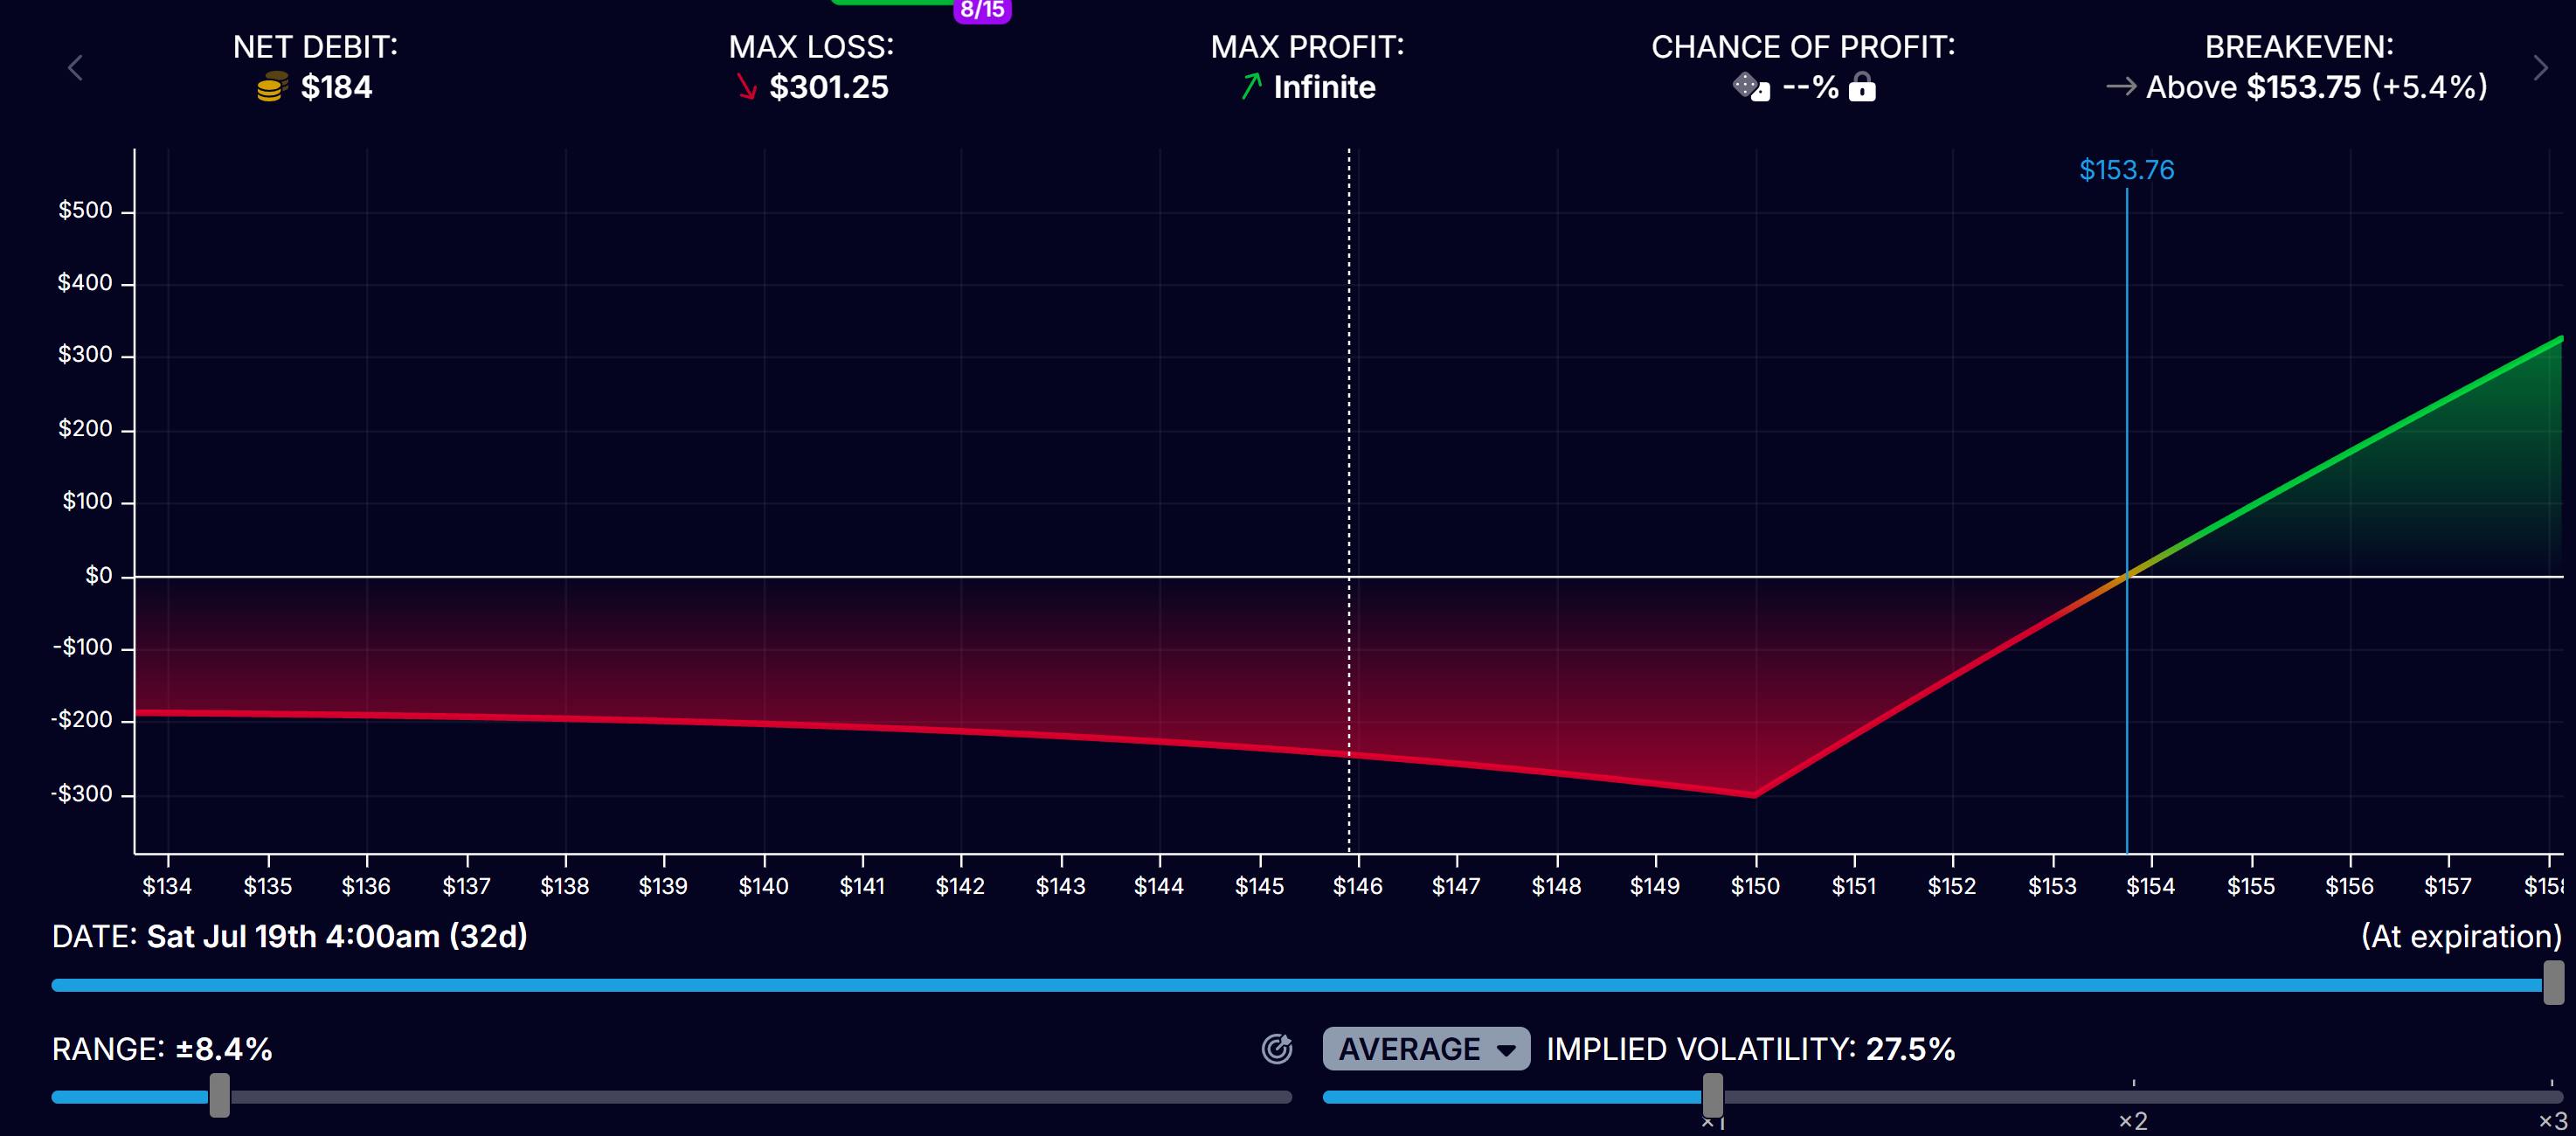 8/15
NET DEBIT: MAX LOSS: MAX PROFIT: CHANCE OF PROFIT: BREAKEVEN:
$184 $301.25 Infinite --% Above $153.75 (+5.4%)
$153.76
$500
$400
$300
$200
$100
$0
-$100
-$200
-$300
$134 $135 $136 $137 $138 $139 $140 $141 $142 $143 $144 $145 $146 $147 $148 $149 $150 $151 $152 $153 $154 $155 $156 $157 $158
DATE: Sat Jul 19th 4:00am (32d) (At expiration)
RANGE: ±8.4% AVERAGE IMPLIED VOLATILITY: 27.5%
×1 ×2 ×3